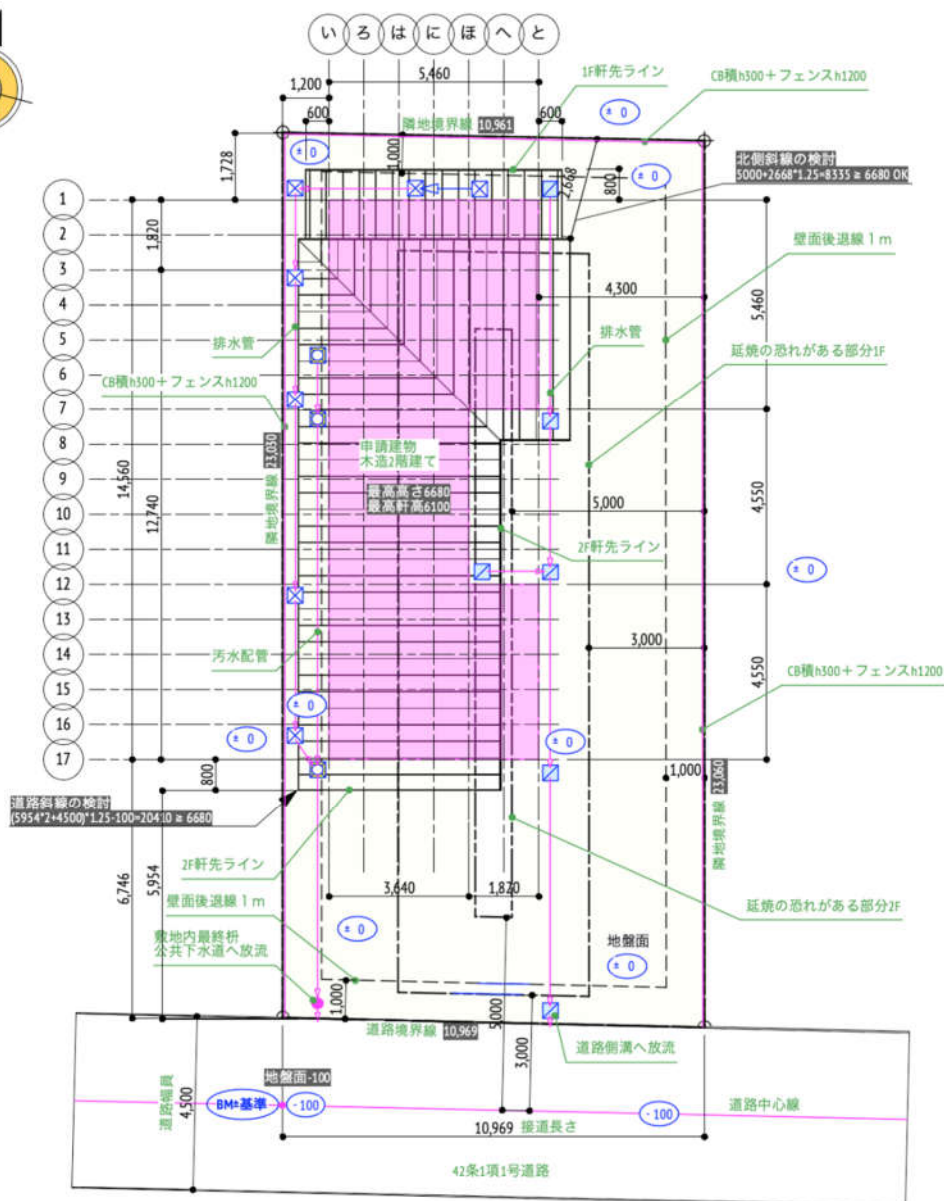 い ろ は に ほ へ と
5,460
1,200
1F軒先ライン
CB積h300+フェンスh1200
600
600
隣地境界線 10,961
± 0
± 0
1,728
1,000
2,668
800
± 0
北側斜線の検討
5000+2668*1.25=8335 ≥ 6680 OK
1
2
3
4
5
6
7
8
9
10
11
12
13
14
15
16
17
1,820
壁面後退線1m
4,300
5,460
排水管
排水管
延焼の恐れがある部分1F
CB積h300+フェンスh1200
隣地境界線 23,030
申請建物
木造2階建て
最高高さ6680
最高軒高6100
14,560
12,740
5,000
4,550
2F軒先ライン
± 0
3,000
汚水配管
4,550
CB積h300+フェンスh1200
± 0
± 0
± 0
800
1,000
隣地境界線 23,060
道路斜線の検討
(5954*2+4500)*1.25-100=20410 ≥ 6680
2F軒先ライン
6,746
5,954
3,640
1,820
壁面後退線1m
延焼の恐れがある部分2F
敷地内最終枡
公共下水道へ放流
± 0
地盤面
± 0
1,000
5,000
3,000
道路境界線 10,969
道路側溝へ放流
地盤面-100
道路幅員
4,500
BM±基準
-100
-100
道路中心線
10,969 接道長さ
42条1項1号道路